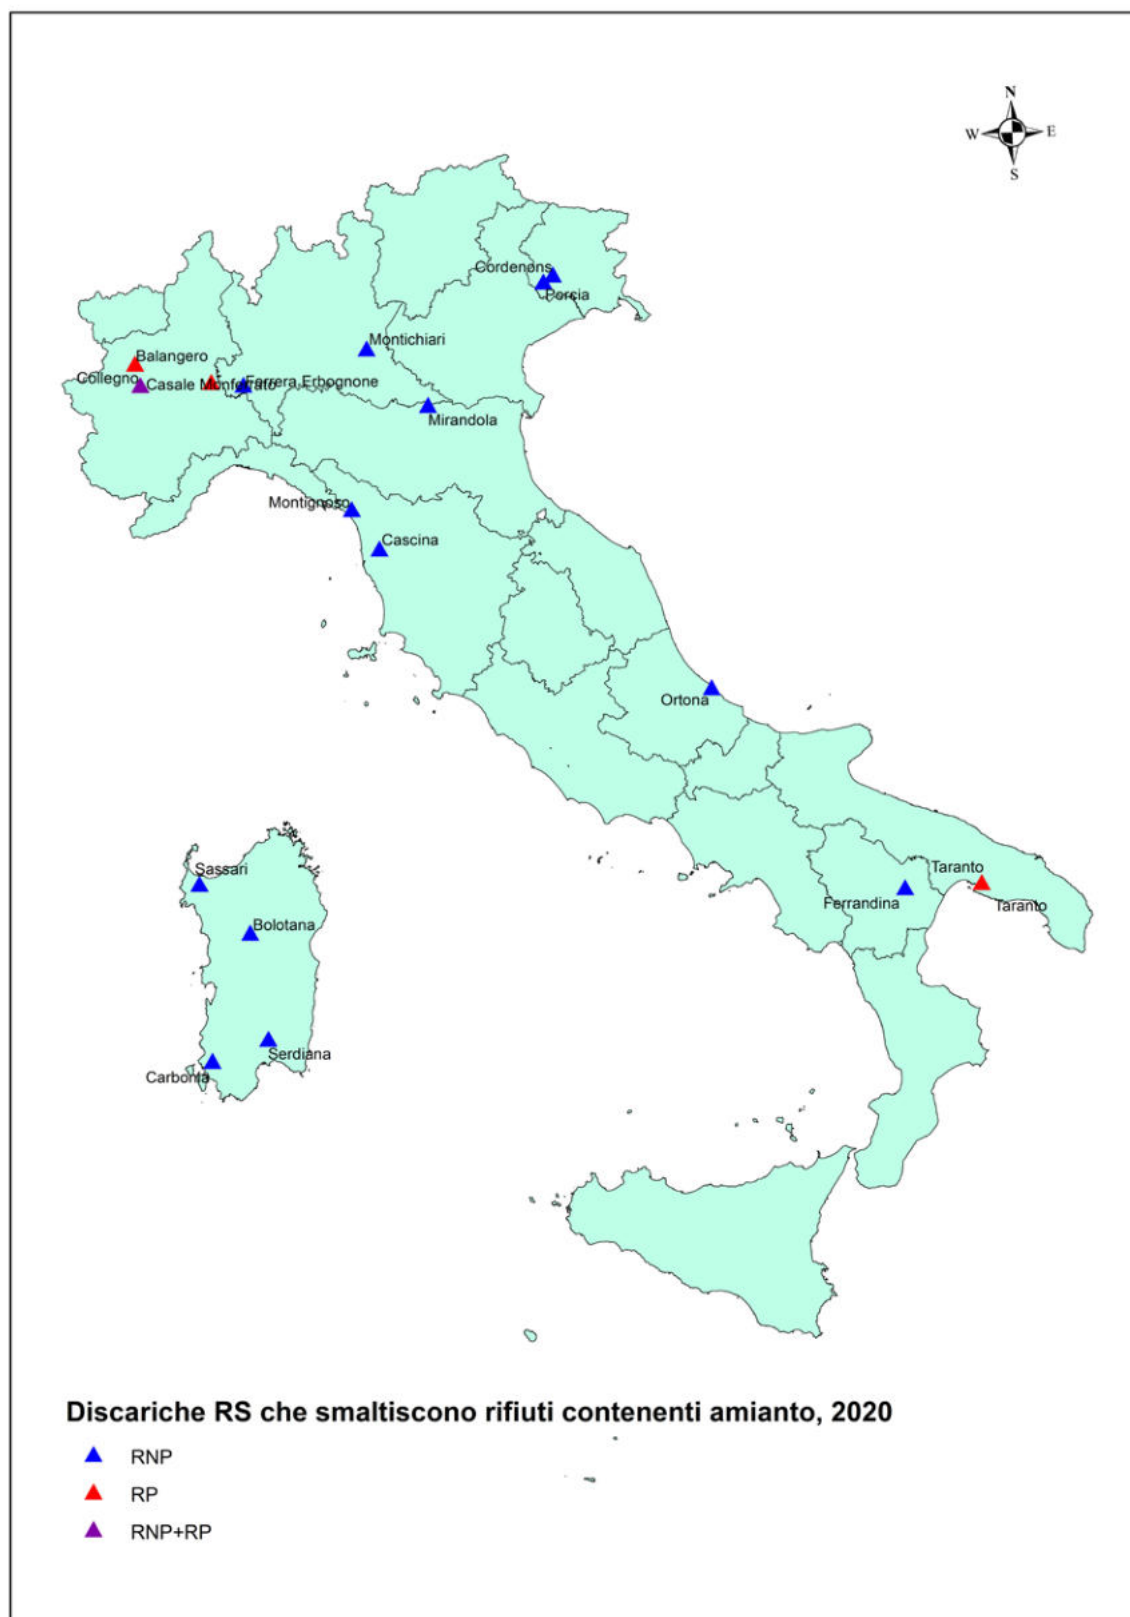 N
W E
S
Cordenons
Porcia
Montichiari
Balangero
Collegno
Casale Monferrato
Ferrera Erbognone
Mirandola
Montignoso
Cascina
Ortona
Sassari
Taranto
Ferrandina
Taranto
Bolotana
Serdiana
Carbonia
Discariche RS che smaltiscono rifiuti contenenti amianto, 2020
RNP
RP
RNP+RP